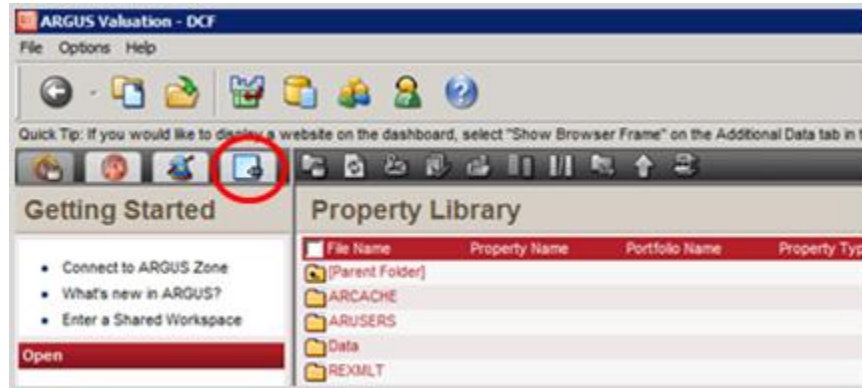 ARGUS Valuation - DCF
File Options Help
Quick Tip: If you would like to display a website on the dashboard, select "Show Browser Frame" on the Additional Data tab in t
Getting Started
Property Library
File Name Property Name Portfolio Name Property Typ
Connect to ARGUS Zone
What's new in ARGUS?
Enter a Shared Workspace
[Parent Folder]
ARCACHE
ARUSERS
Data
REXMLT
Open